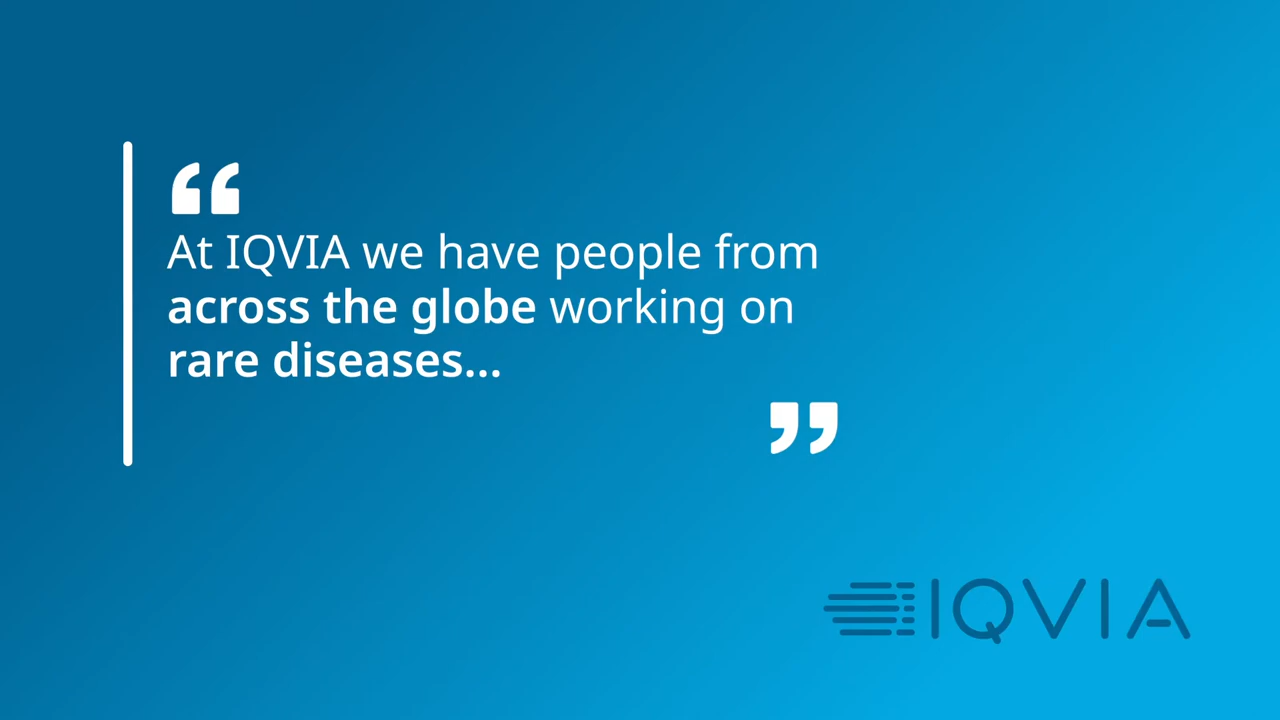 “
At IQVIA we have people from
across the globe working on
rare diseases...
”
IQVIA